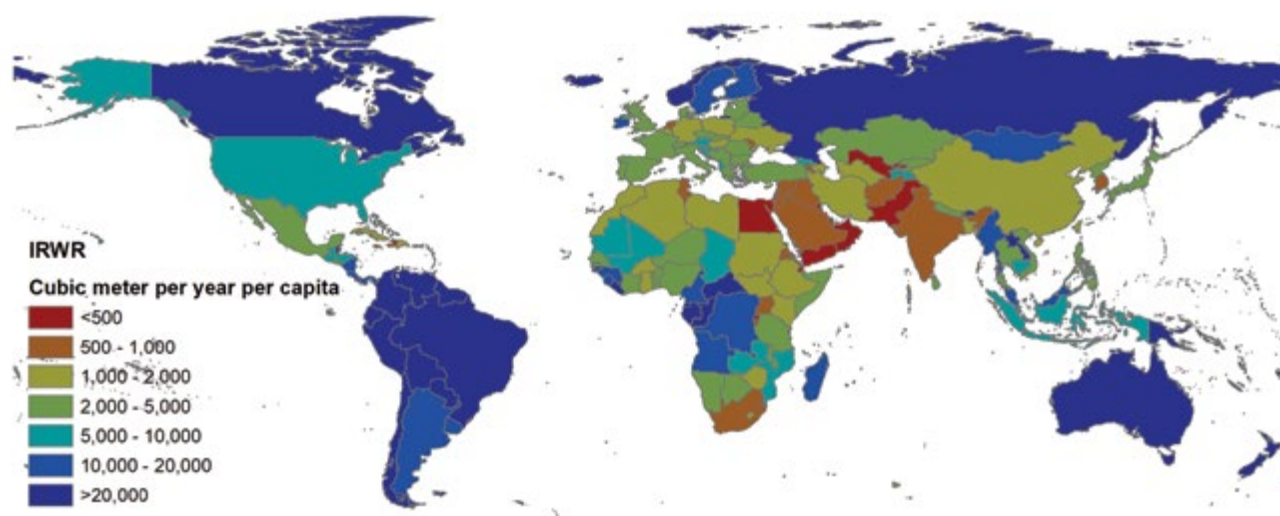 IRWR
Cubic meter per year per capita
<500
500 - 1,000
1,000 - 2,000
2,000 - 5,000
5,000 - 10,000
10,000 - 20,000
>20,000